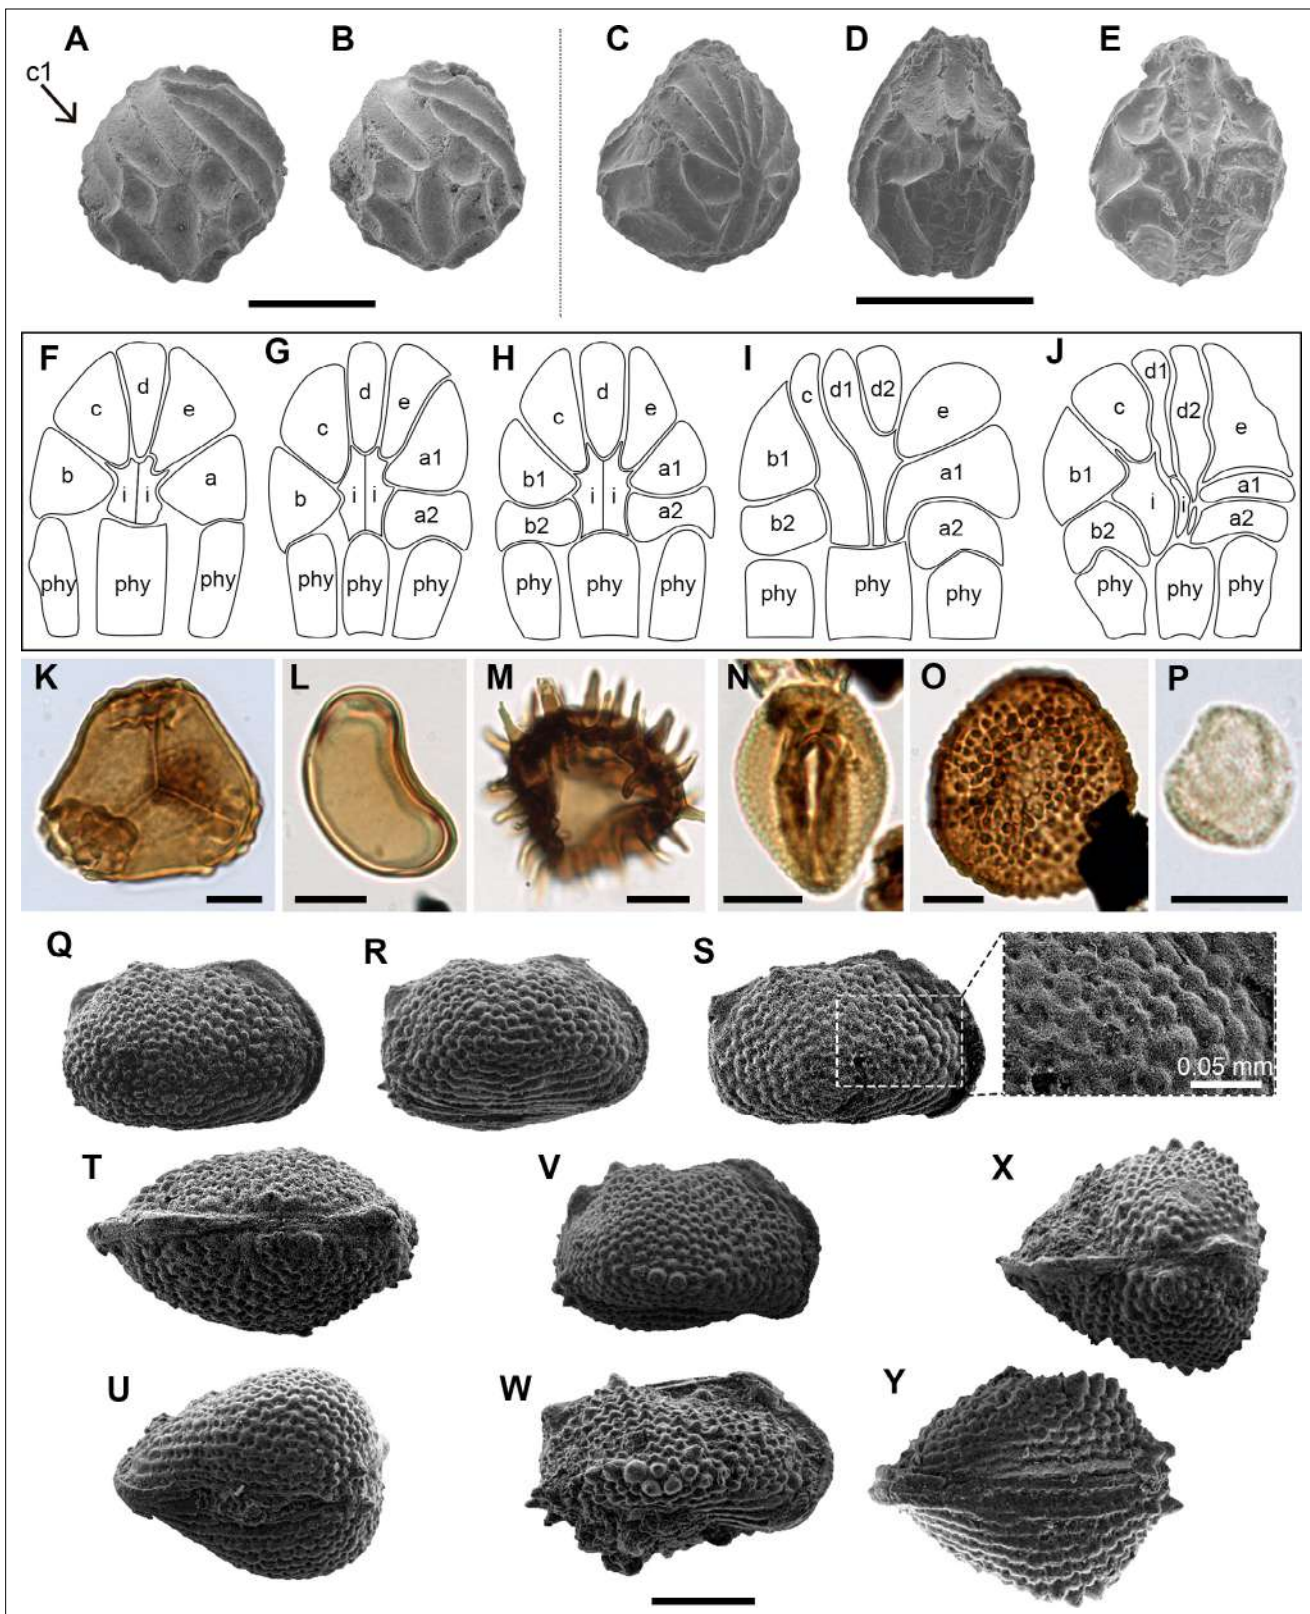 A B C D E
c1
F G H I J
d
c e
b i i a
phy phy phy
d
c e
a1
b i i
a2
phy phy phy
d
c e
b1 i i a1
b2 a2
phy phy phy
c d1 d2
e
b1 a1
b2 a2
phy phy phy
d1
c d2
e
b1 i i a1
b2 a2
phy phy phy
K L M N O P
Q R S
0.05 mm
T V X
U W Y